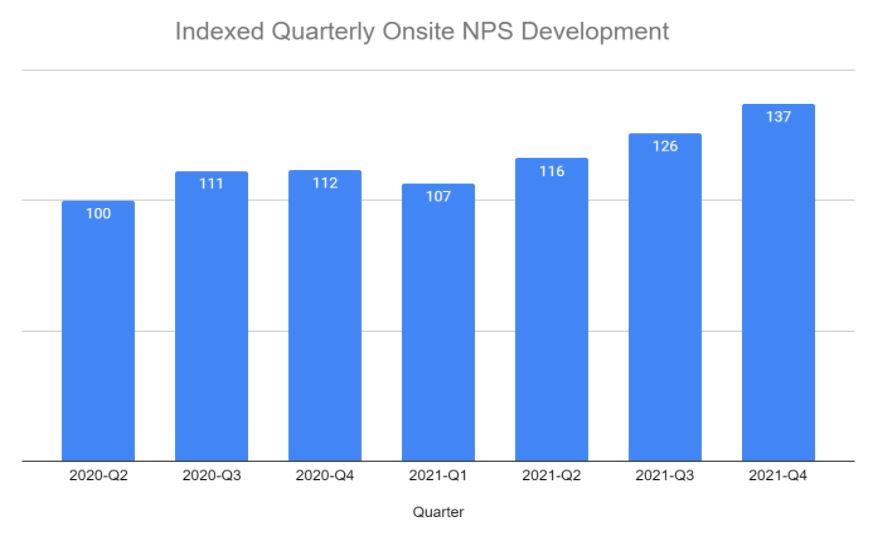 Indexed Quarterly Onsite NPS Development
100
111
112
107
116
126
137
2020-Q2
2020-Q3
2020-Q4
2021-Q1
2021-Q2
2021-Q3
2021-Q4
Quarter